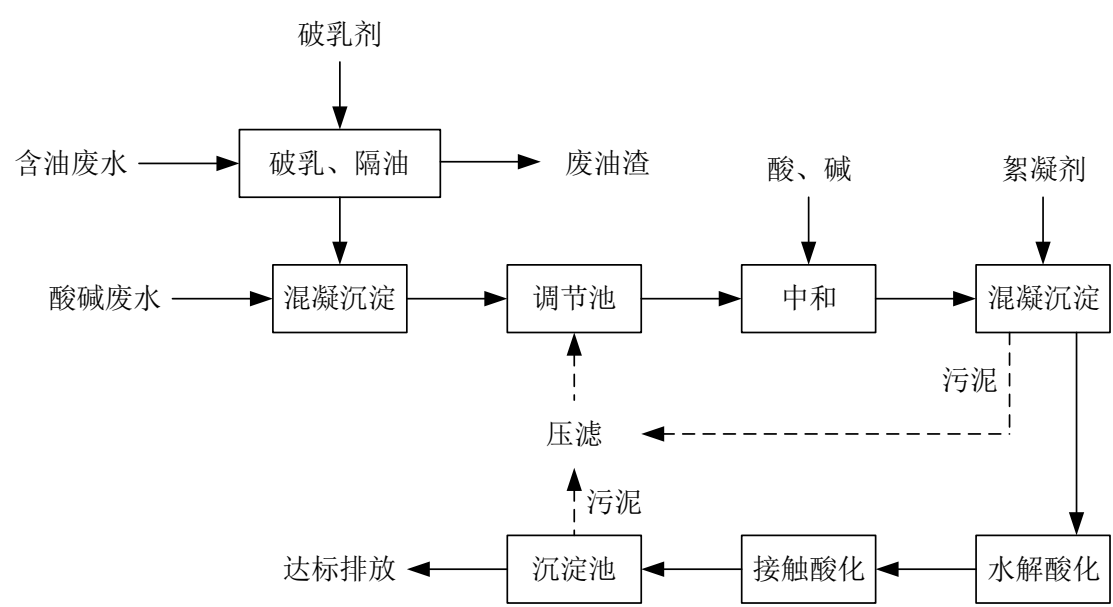 破乳剂
含油废水
破乳、隔油
废油渣
酸、碱
絮凝剂
酸碱废水
混凝沉淀
调节池
中和
混凝沉淀
污泥
压滤
污泥
达标排放
沉淀池
接触酸化
水解酸化